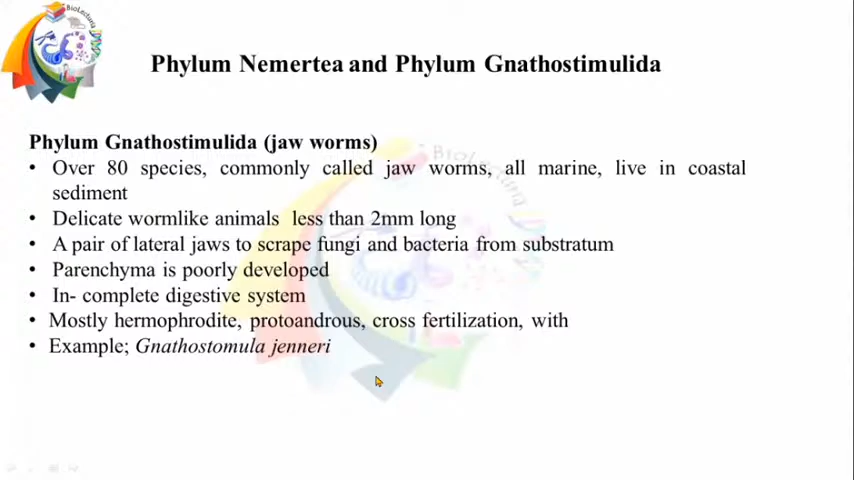 BioLectura
Phylum Nemertea and Phylum Gnathostimulida
Phylum Gnathostimulida (jaw worms)
• Over 80 species, commonly called jaw worms, all marine, live in coastal
sediment
• Delicate wormlike animals less than 2mm long
• A pair of lateral jaws to scrape fungi and bacteria from substratum
• Parenchyma is poorly developed
• In- complete digestive system
• Mostly hermophrodite, protoandrous, cross fertilization, with
• Example; Gnathostomula jenneri